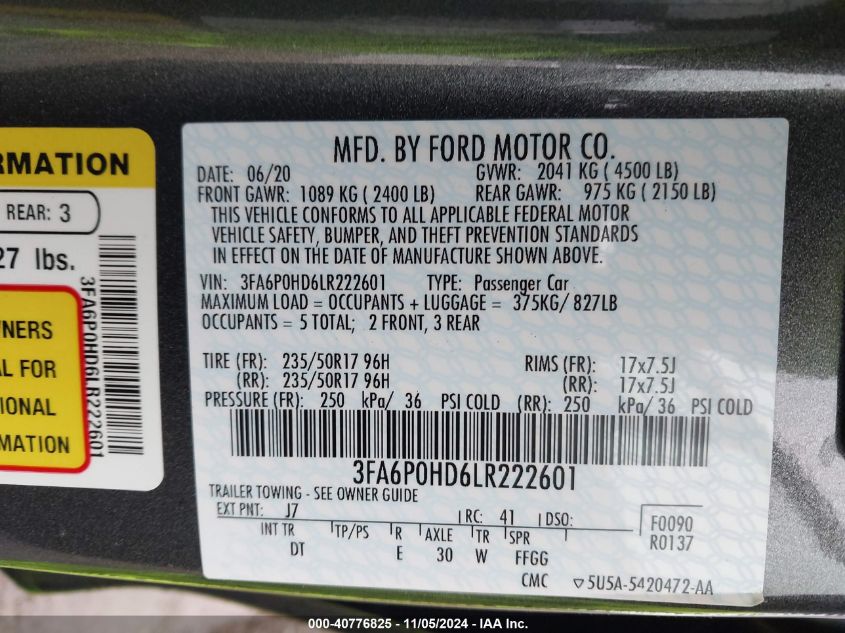 RMATION
REAR: 3
27 lbs.
NERS
AL FOR
IONAL
RMATION
3FA6P0HD6LR222601
MFD. BY FORD MOTOR CO.
DATE: 06/20 GVWR: 2041 KG ( 4500 LB)
FRONT GAWR: 1089 KG ( 2400 LB) REAR GAWR: 975 KG ( 2150 LB)
THIS VEHICLE CONFORMS TO ALL APPLICABLE FEDERAL MOTOR
VEHICLE SAFETY, BUMPER, AND THEFT PREVENTION STANDARDS
IN EFFECT ON THE DATE OF MANUFACTURE SHOWN ABOVE.
VIN: 3FA6P0HD6LR222601 TYPE: Passenger Car
MAXIMUM LOAD = OCCUPANTS + LUGGAGE = 375KG/ 827LB
OCCUPANTS = 5 TOTAL; 2 FRONT, 3 REAR
TIRE (FR): 235/50R17 96H RIMS (FR): 17x7.5J
(RR): 235/50R17 96H (RR): 17x7.5J
PRESSURE (FR): 250 kPa/ 36 PSI COLD (RR): 250 kPa/ 36 PSI COLD
3FA6P0HD6LR222601
TRAILER TOWING - SEE OWNER GUIDE
EXT PNT: J7 RC: 41 DSO: F0090
INT TR TP/PS R AXLE TR SPR R0137
DT E 30 W FFGG
CMC 5U5A-5420472-AA
000-40776825 - 11/05/2024 - IAA Inc.